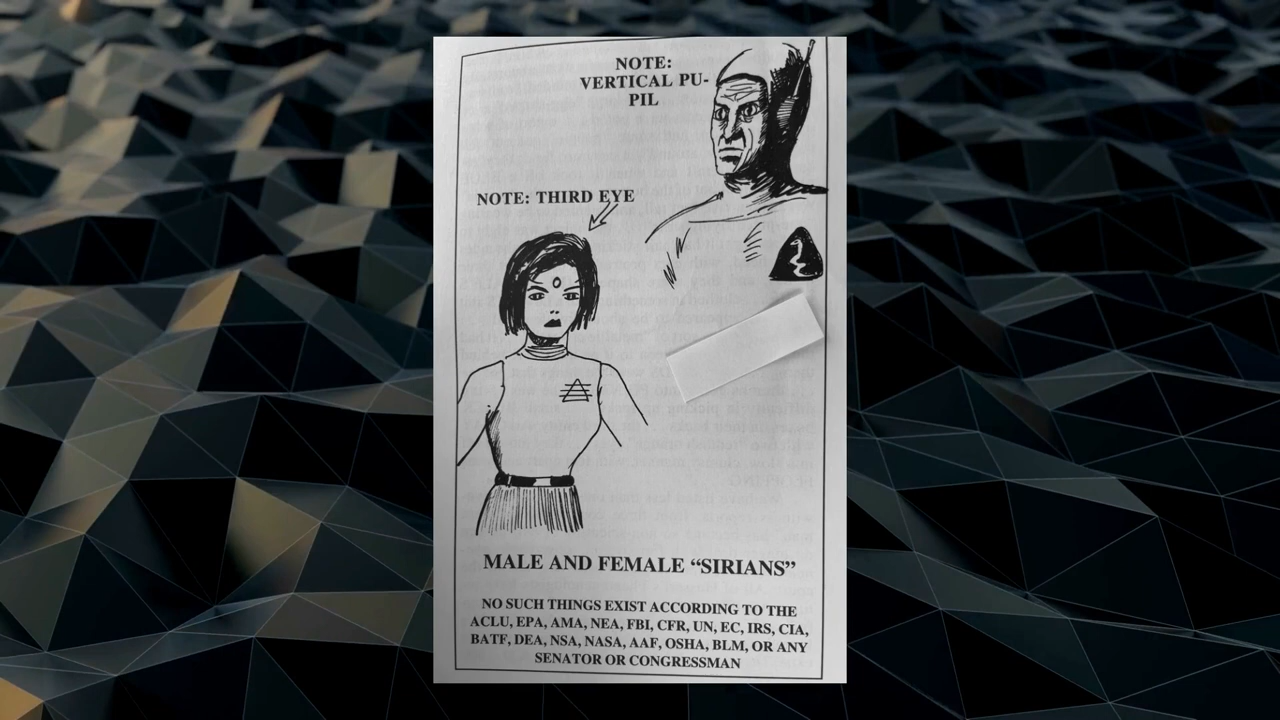 NOTE:
VERTICAL PU-
PIL
NOTE: THIRD EYE
MALE AND FEMALE “SIRIANS”
NO SUCH THINGS EXIST ACCORDING TO THE
ACLU, EPA, AMA, NEA, FBI, CFR, UN, EC, IRS, CIA,
BATF, DEA, NSA, NASA, AAF, OSHA, BLM, OR ANY
SENATOR OR CONGRESSMAN